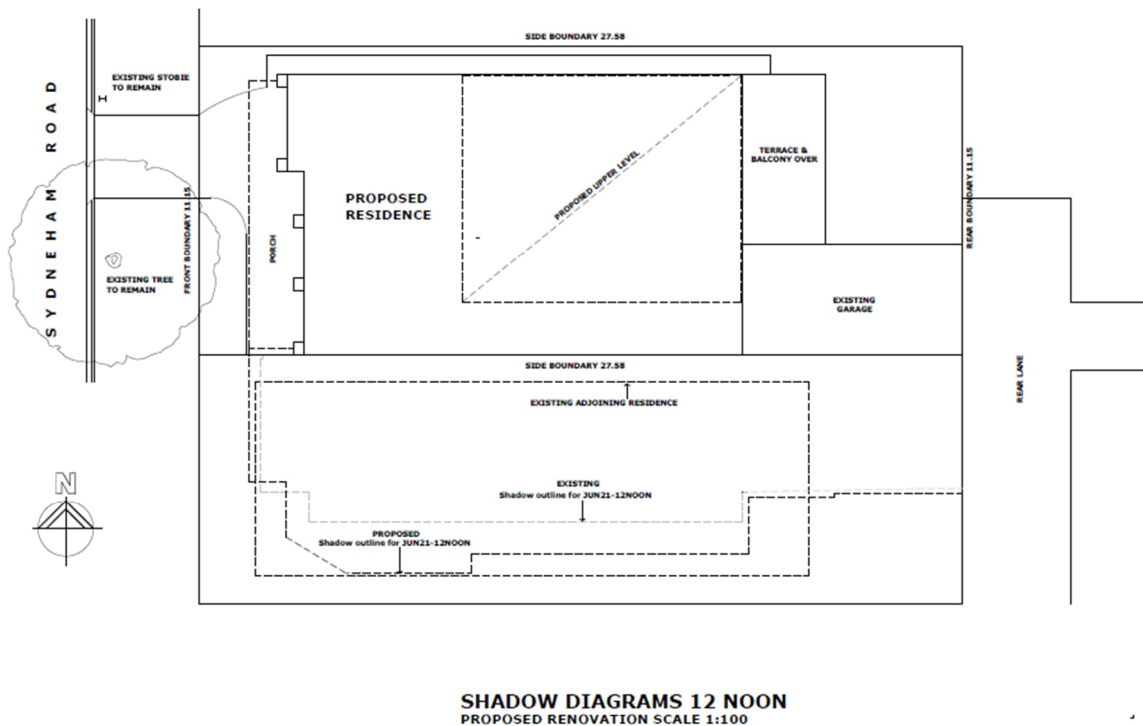 SIDE BOUNDARY 27.58
EXISTING STOBIE
TO REMAIN
SYDNEHAM ROAD
TERRACE &
BALCONY OVER
PROPOSED UPPER LEVEL
REAR BOUNDARY 11.15
FRONT BOUNDARY 11.15
PROPOSED
RESIDENCE
PORCH
EXISTING TREE
TO REMAIN
EXISTING
GARAGE
SIDE BOUNDARY 27.58
REAR LANE
EXISTING ADJOINING RESIDENCE
N
EXISTING
Shadow outline for JUN21-12NOON
PROPOSED
Shadow outline for JUN21-12NOON
SHADOW DIAGRAMS 12 NOON
PROPOSED RENOVATION SCALE 1:100